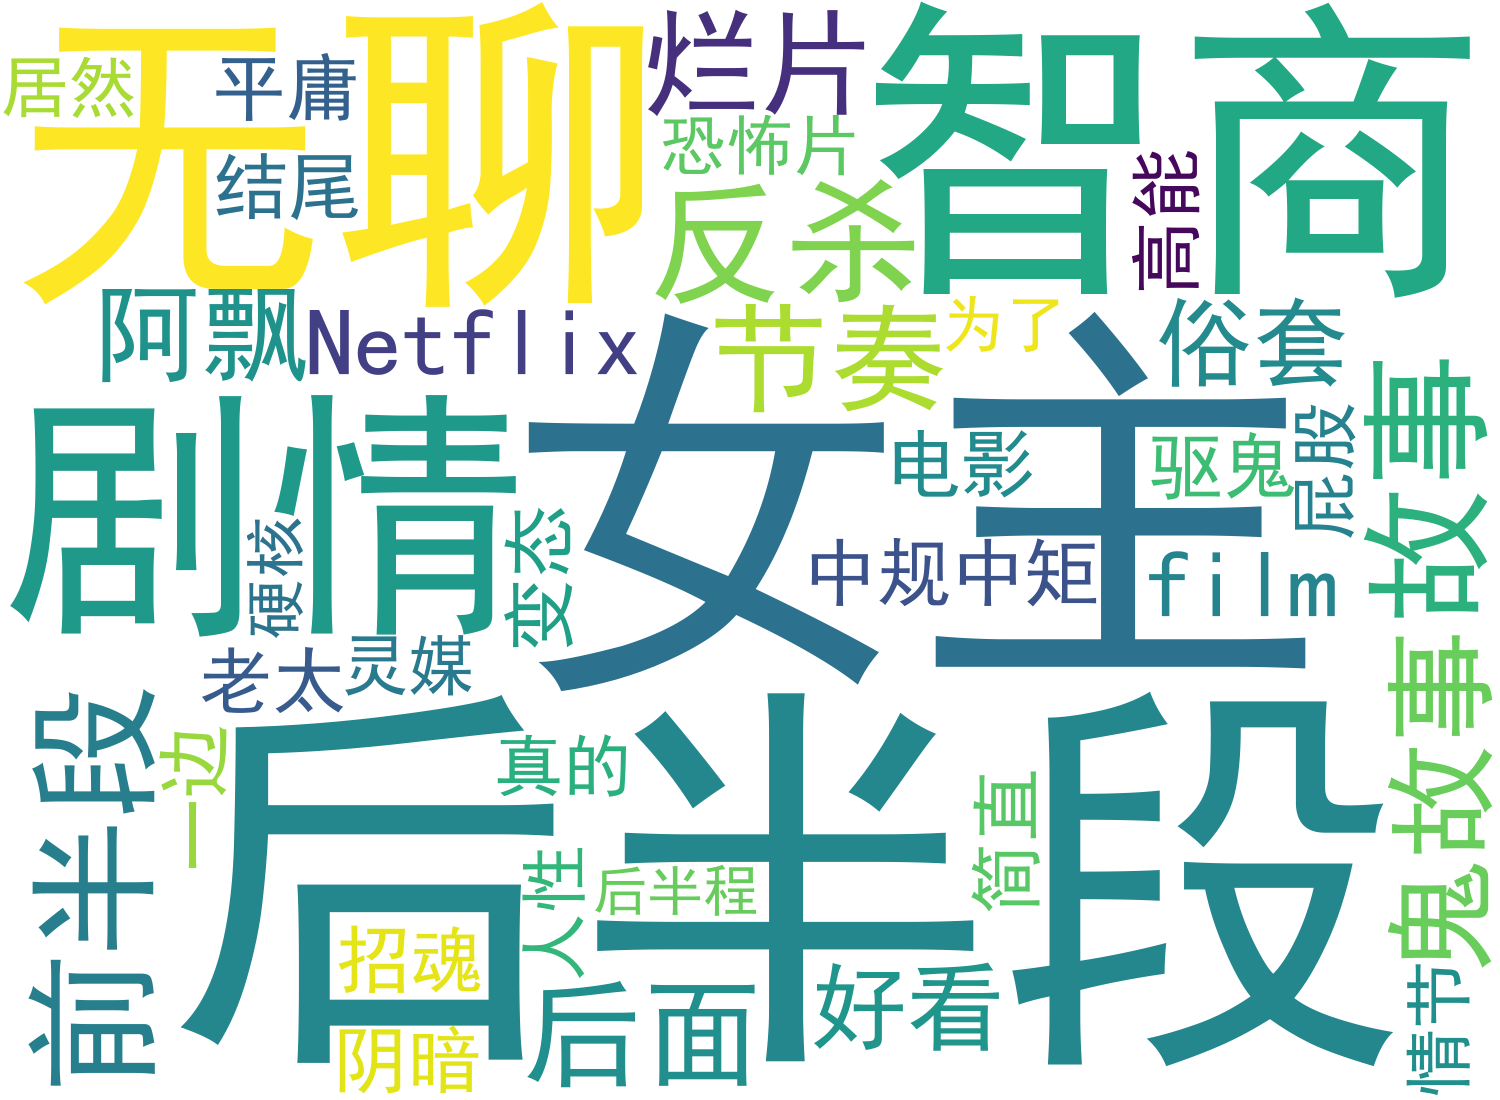 无聊
智商
烂片
居然
平庸
恐怖片
结尾
反杀
高能
阿飘
Netflix
节奏
为了
俗套
剧情
女主
电影
驱鬼
屁股
故事
硬核
变态
中规中矩
film
老太
灵媒
前半段
一边
后半段
真的
简直
鬼故事
人性
后半程
招魂
阴暗
后面
好看
情节